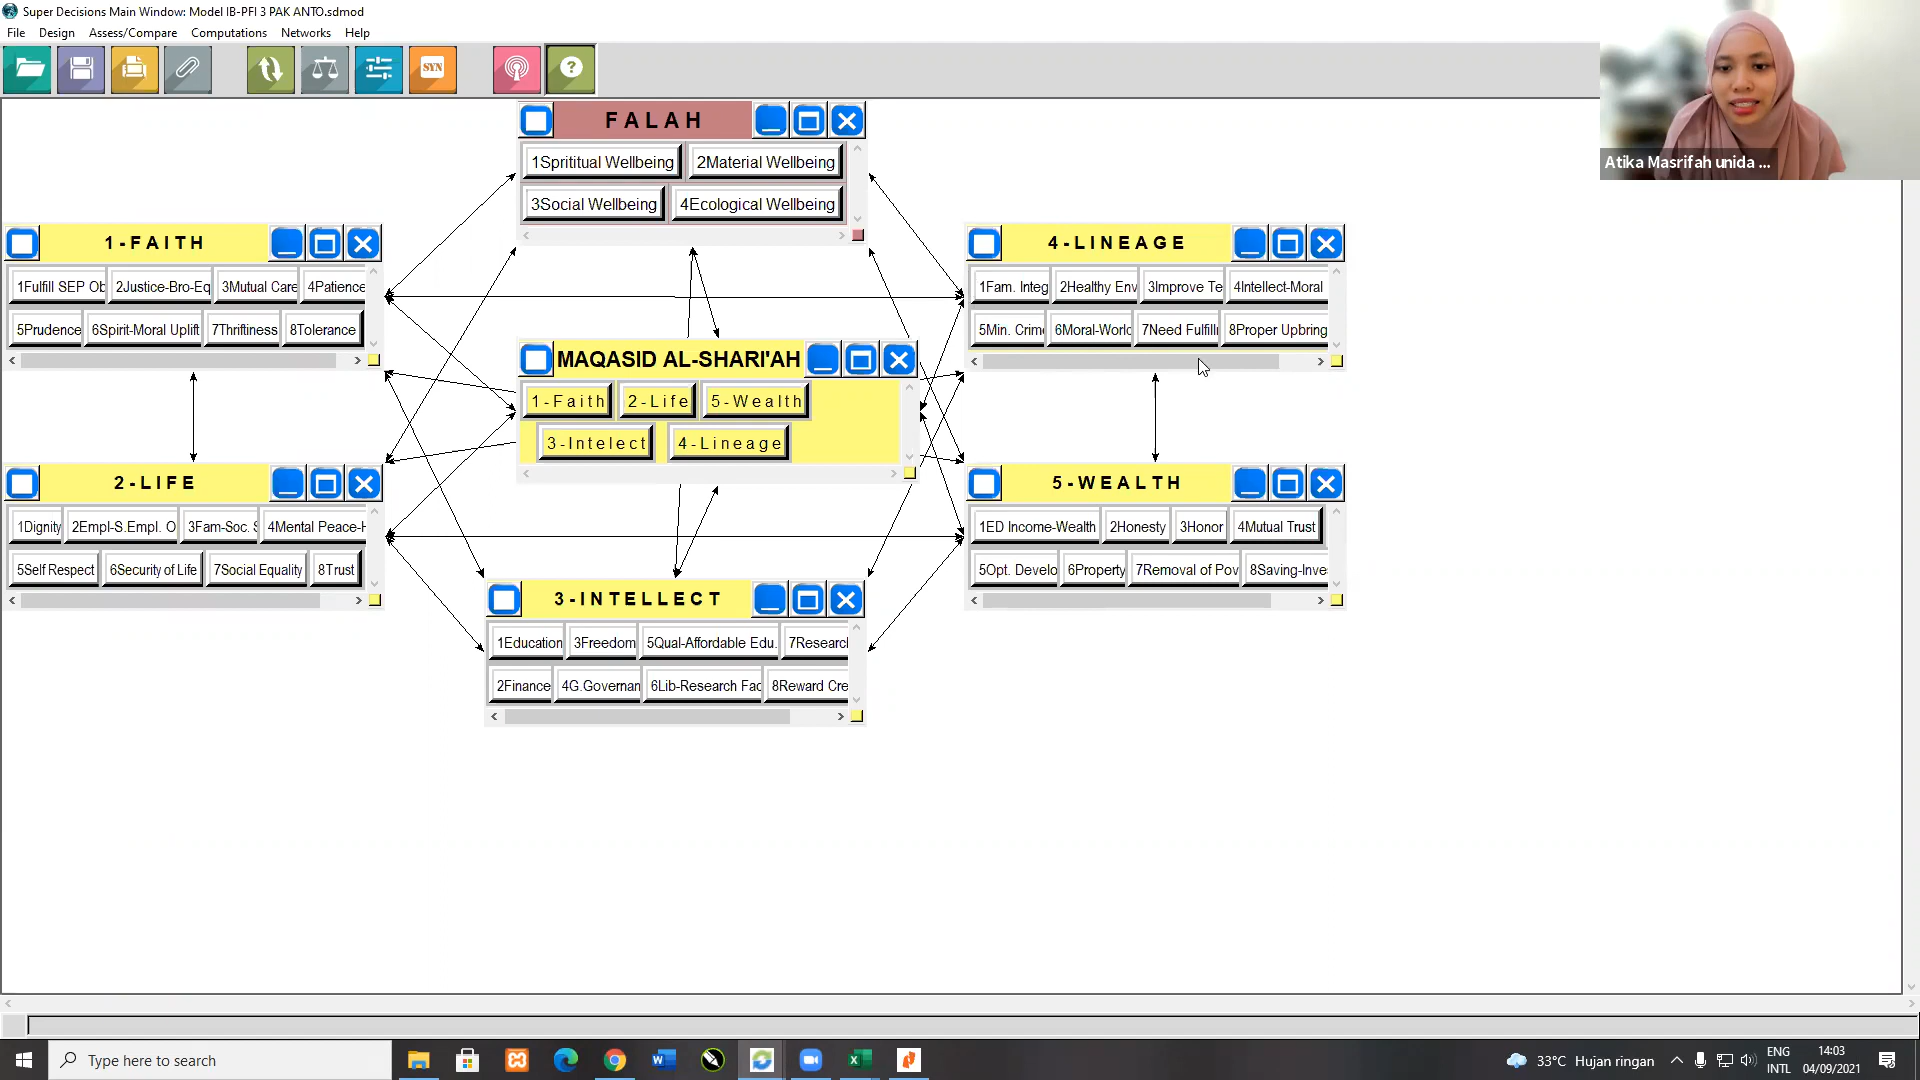 Super Decisions Main Window: Model IB-PFI 3 PAK ANTO.sdmod
File Design Assess/Compare Computations Networks Help
SYN
Atika Masrifah unida ...
FALAH
1Sprititual Wellbeing 2Material Wellbeing
3Social Wellbeing 4Ecological Wellbeing
1-FAITH
1Fulfill SEP Ob 2Justice-Bro-Eq 3Mutual Care 4Patience
5Prudence 6Spirit-Moral Uplift 7Thriftiness 8Tolerance
4-LINEAGE
1Fam. Integ 2Healthy Env 3Improve Te 4Intellect-Moral
5Min. Crime 6Moral-World 7Need Fulfilli 8Proper Upbring
MAQASID AL-SHARI'AH
1-Faith 2-Life 5-Wealth
3-Intelect 4-Lineage
2-LIFE
1Dignity 2Empl-S.Empl. O 3Fam-Soc. S 4Mental Peace-H
5Self Respect 6Security of Life 7Social Equality 8Trust
5-WEALTH
1ED Income-Wealth 2Honesty 3Honor 4Mutual Trust
5Opt. Develo 6Property 7Removal of Pov 8Saving-Inves
3-INTELLECT
1Education 3Freedom 5Qual-Affordable Edu. 7Research
2Finance 4G.Governan 6Lib-Research Fac 8Reward Cre
Type here to search
33°C Hujan ringan
ENG
INTL
14:03
04/09/2021